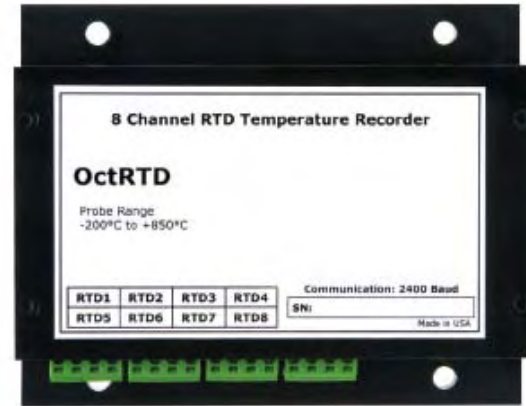 8 Channel RTD Temperature Recorder
OctRTD
Probe Range
-200°C to +850°C
Communication: 2400 Baud
RTD1 RTD2 RTD3 RTD4
SN:
RTD5 RTD6 RTD7 RTD8
Made in USA